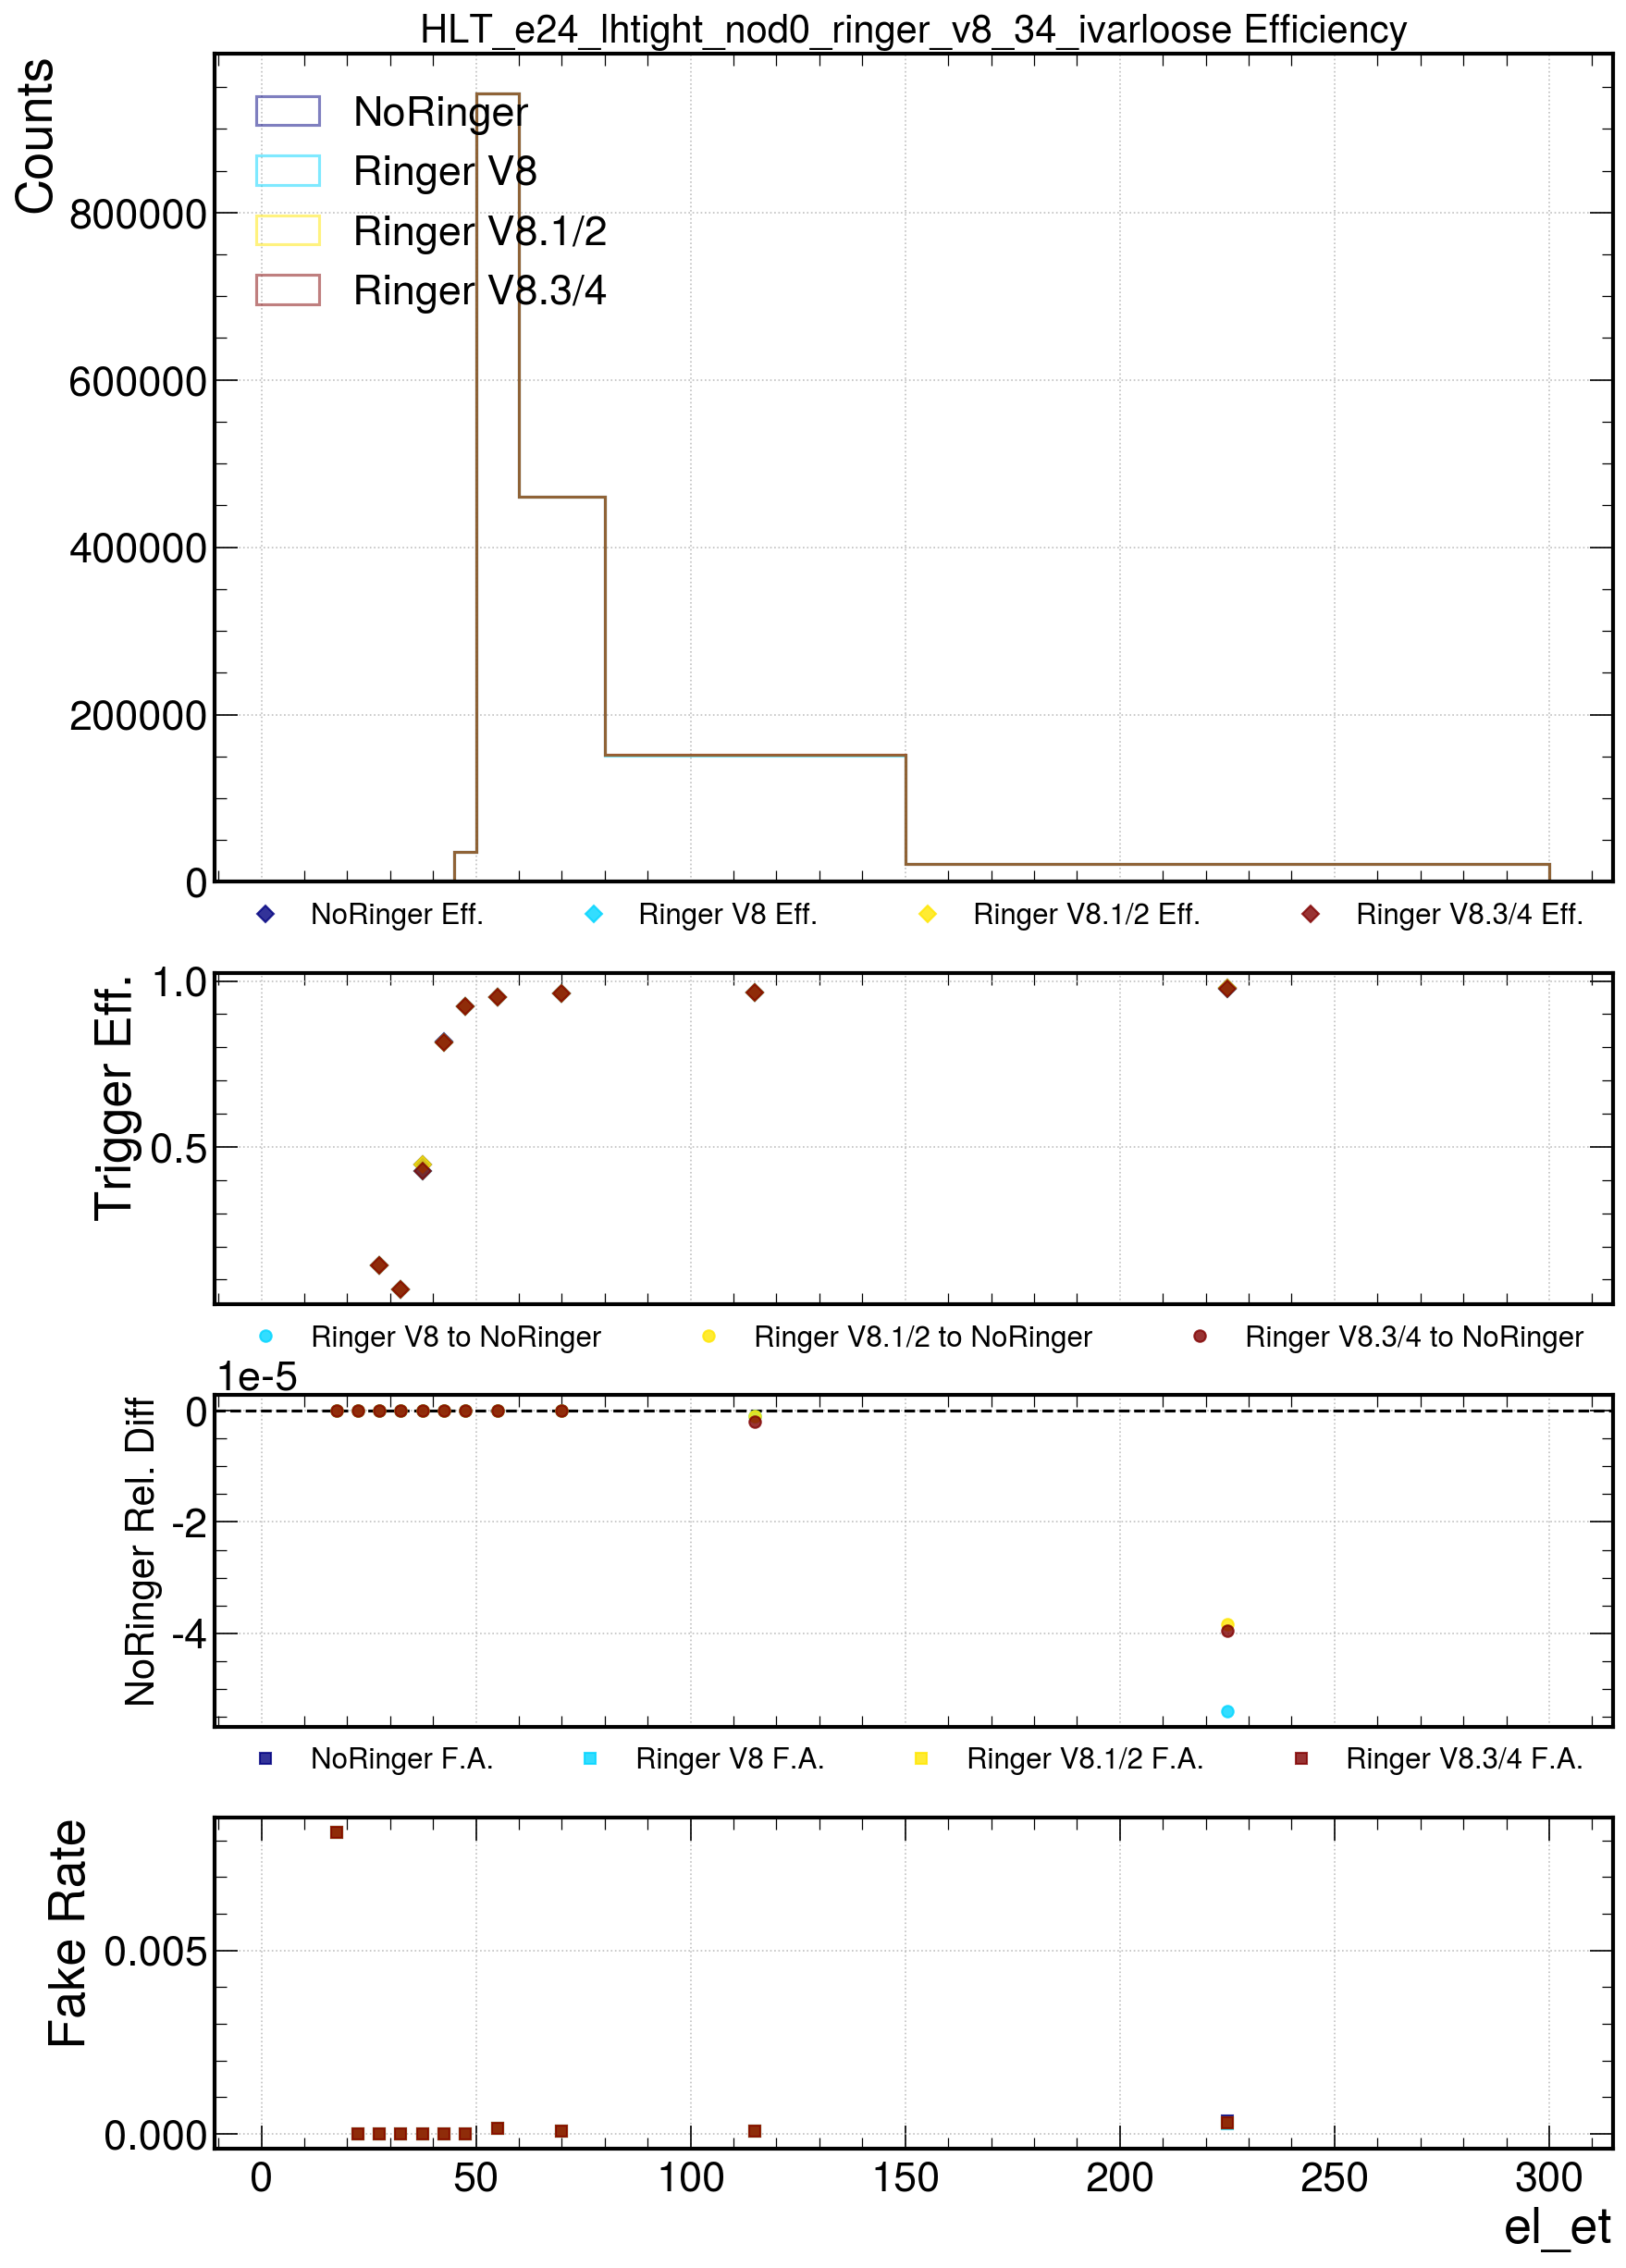 HLT_e24_lhtight_nod0_ringer_v8_34_ivarloose Efficiency
Counts
NoRinger
Ringer V8
Ringer V8.1/2
Ringer V8.3/4
800000
600000
400000
200000
0
NoRinger Eff. Ringer V8 Eff. Ringer V8.1/2 Eff. Ringer V8.3/4 Eff.
Trigger Eff.
1.0
0.5
Ringer V8 to NoRinger Ringer V8.1/2 to NoRinger Ringer V8.3/4 to NoRinger
1e-5
NoRinger Rel. Diff
0
-2
-4
NoRinger F.A. Ringer V8 F.A. Ringer V8.1/2 F.A. Ringer V8.3/4 F.A.
Fake Rate
0.005
0.000
0 50 100 150 200 250 300
el_et